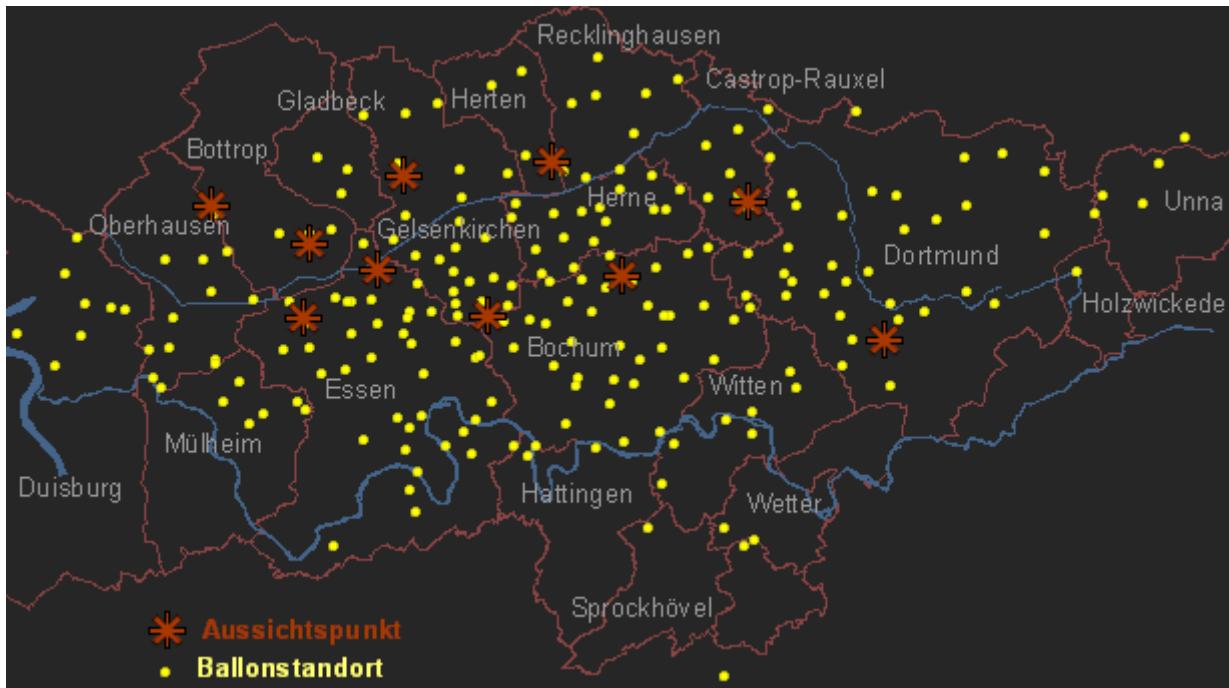 Recklinghausen
Castrop-Rauxel
Gladbeck
Herten
Bottrop
Herne
Unna
Oberhausen
Gelsenkirchen
Dortmund
Holzwickede
Bochum
Essen
Witten
Mülheim
Duisburg
Hattingen
Wetter
Sprockhövel
Aussichtspunkt
Ballonstandort